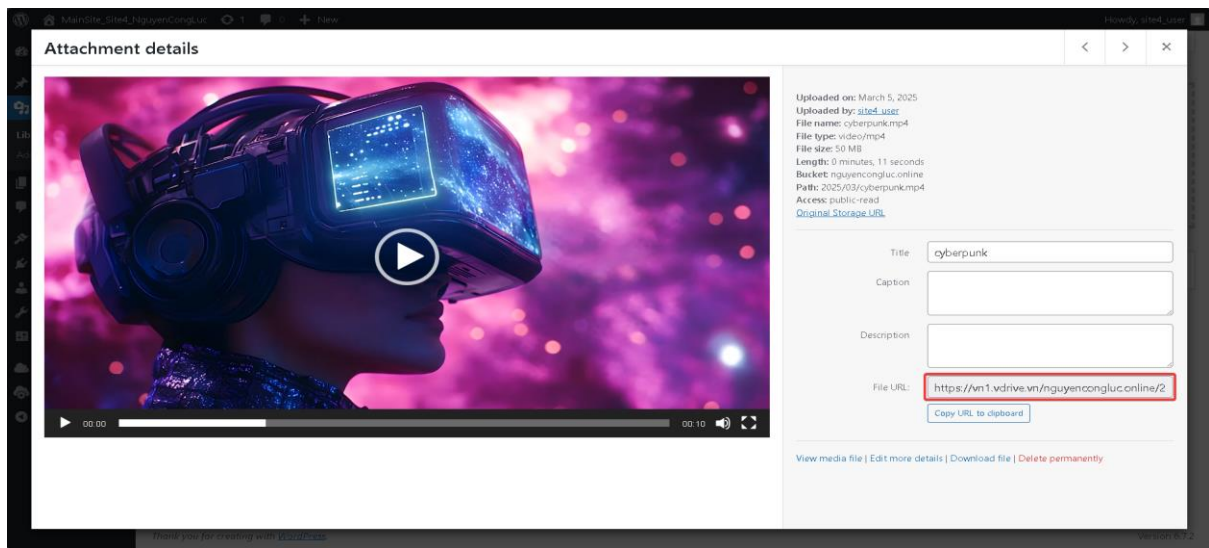 MainSite_Site4_NguyenCongLuc 1 0 New Howdy, site4_user
Attachment details
Uploaded on: March 5, 2025
Uploaded by: site4_user
File name: cyberpunk.mp4
File type: video/mp4
File size: 50 MB
Length: 0 minutes, 11 seconds
Bucket: nguyencongluc.online
Path: 2025/03/cyberpunk.mp4
Access: public-read
Original Storage URL
Title cyberpunk
Caption
Description
File URL: https://vn1.vdrive.vn/nguyencongluc.online/2
Copy URL to clipboard
00:00 00:10
View media file | Edit more details | Download file | Delete permanently
Lib
Ad
Thank you for creating with WordPress. Version 6.7.2